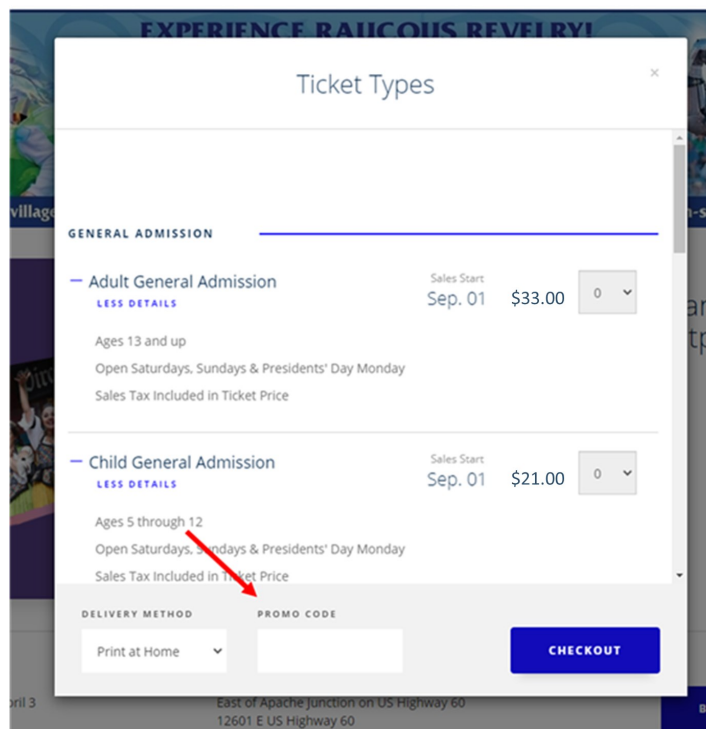 EXPERIENCE RAUCOUS REVELRY!
Ticket Types
×
village
GENERAL ADMISSION
Adult General Admission
LESS DETAILS
Sales Start
Sep. 01
$33.00
0
Ages 13 and up
Open Saturdays, Sundays & Presidents' Day Monday
Sales Tax Included in Ticket Price
Child General Admission
LESS DETAILS
Sales Start
Sep. 01
$21.00
0
Ages 5 through 12
Open Saturdays, Sundays & Presidents' Day Monday
Sales Tax Included in Ticket Price
DELIVERY METHOD
PROMO CODE
Print at Home
CHECKOUT
East of Apache Junction on US Highway 60
12601 E US Highway 60